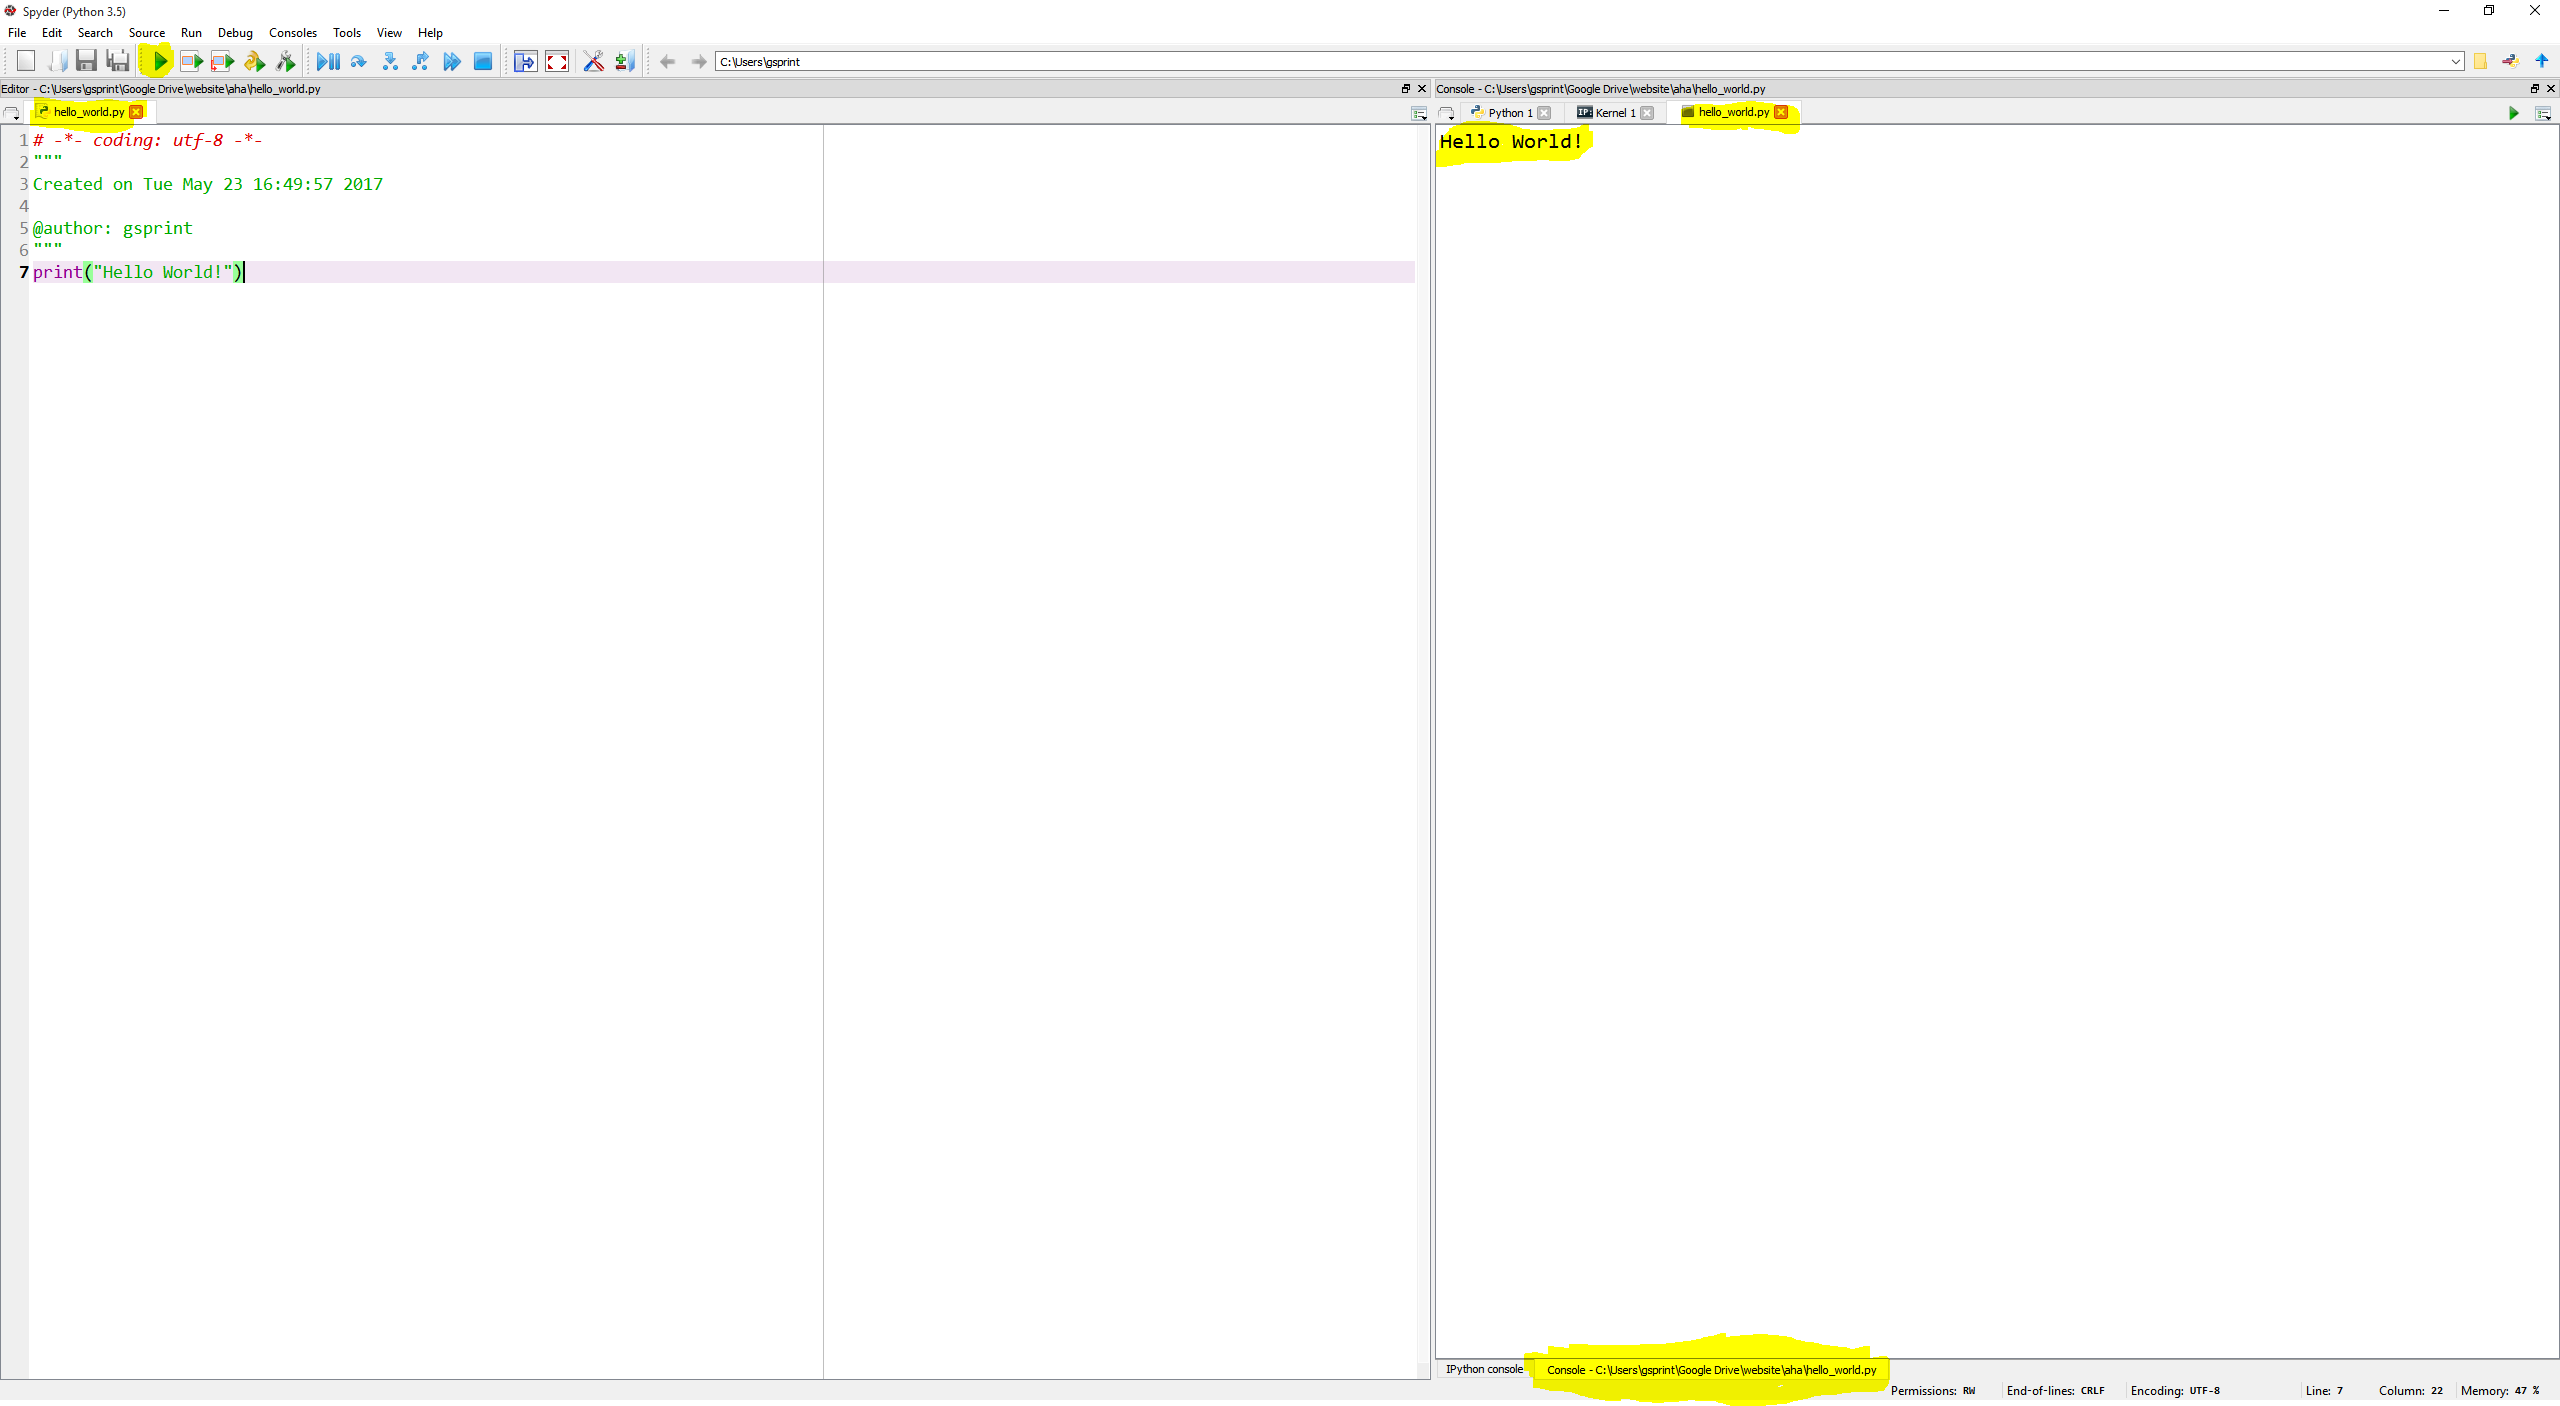 Spyder (Python 3.5)
File Edit Search Source Run Debug Consoles Tools View Help
C:\Users\gsprint
Editor - C:\Users\gsprint\Google Drive\website\aha\hello_world.py
hello_world.py
1 # -*- coding: utf-8 -*-
2 """
3 Created on Tue May 23 16:49:57 2017
4
5 @author: gsprint
6 """
7 print("Hello World!")
Console - C:\Users\gsprint\Google Drive\website\aha\hello_world.py
Python 1 IP: Kernel 1 hello_world.py
Hello World!
IPython console Console - C:\Users\gsprint\Google Drive\website\aha\hello_world.py
Permissions: RW End-of-lines: CRLF Encoding: UTF-8 Line: 7 Column: 22 Memory: 47 %